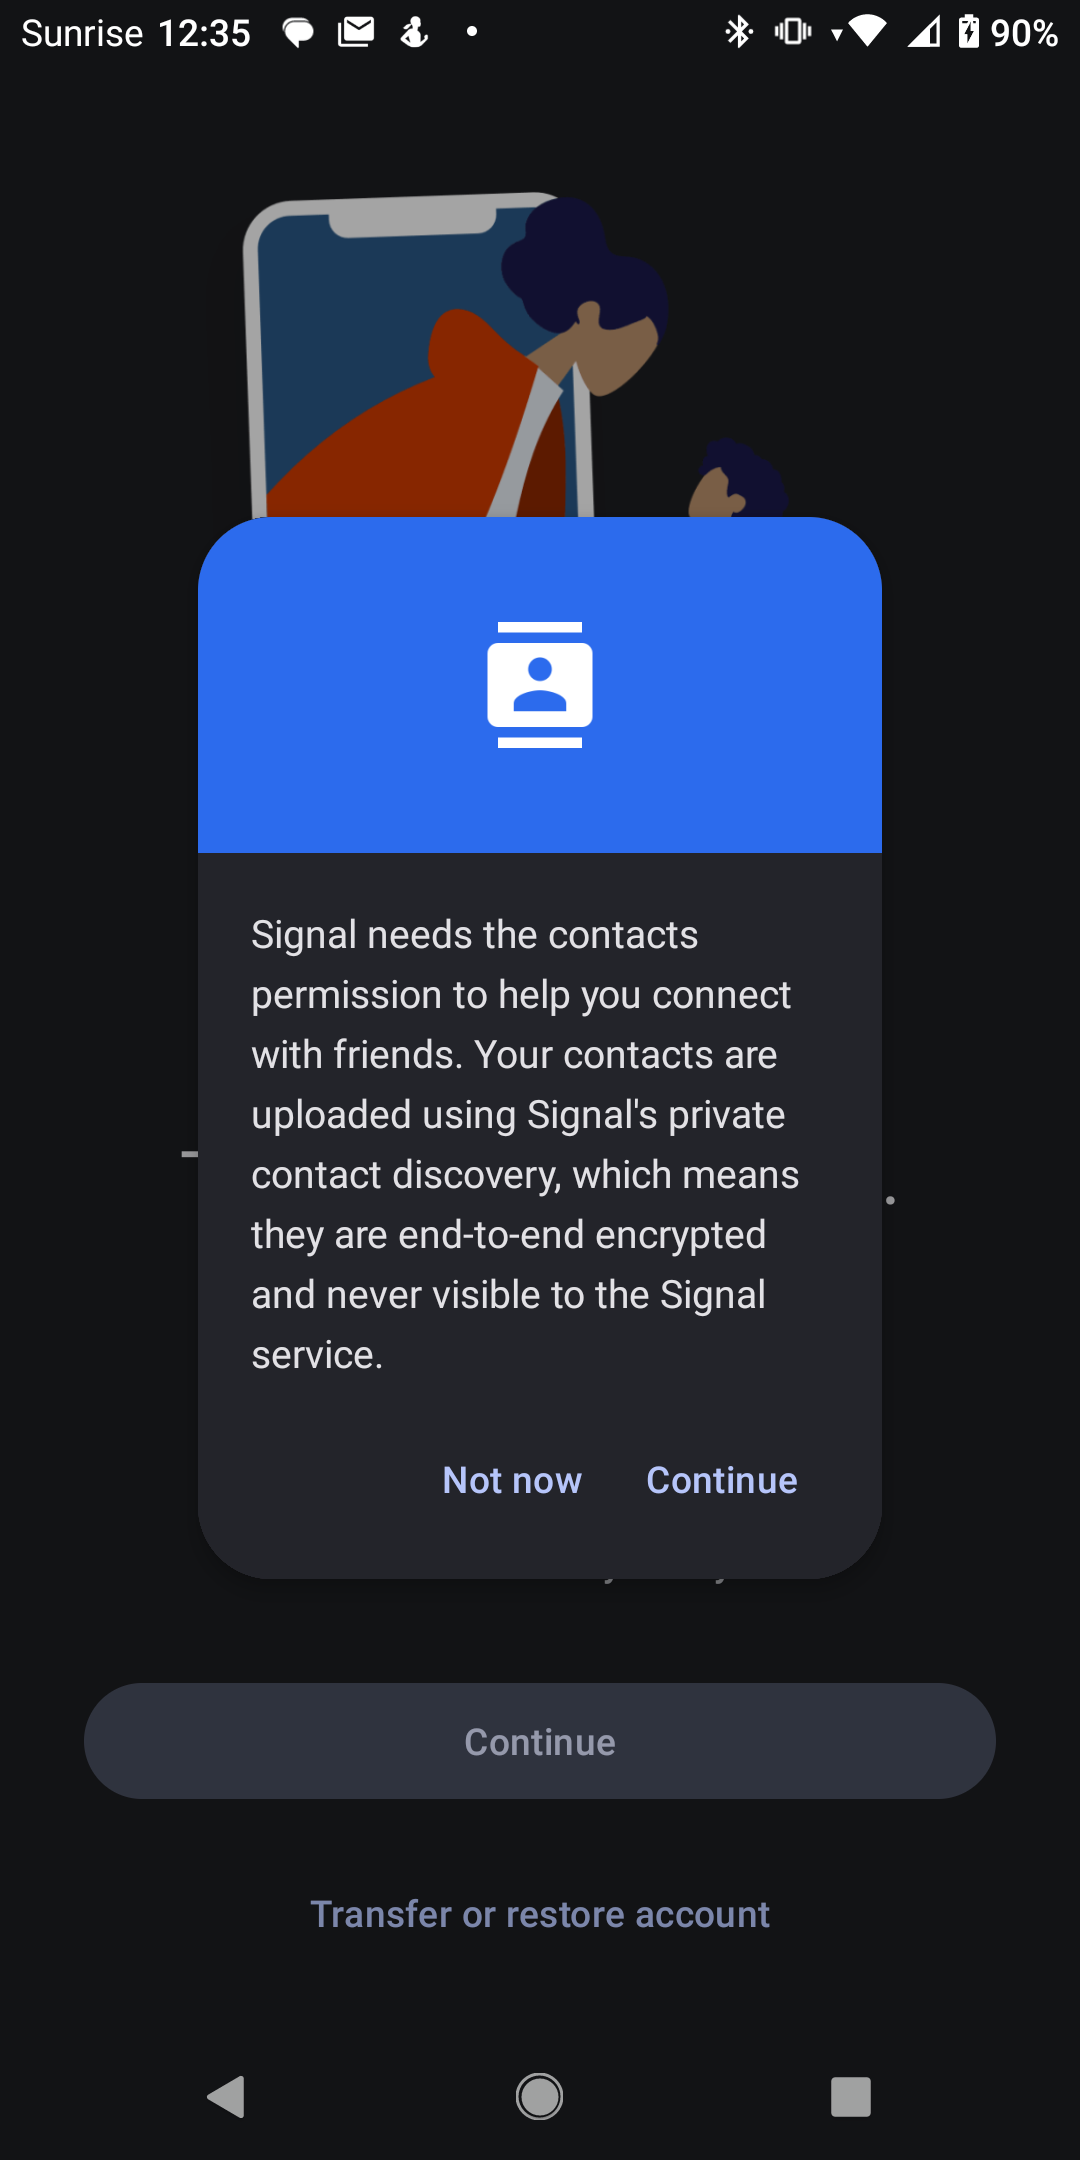 Sunrise 12:35 90%
Signal needs the contacts
permission to help you connect
with friends. Your contacts are
uploaded using Signal's private
contact discovery, which means
they are end-to-end encrypted
and never visible to the Signal
service.
Not now Continue
Continue
Transfer or restore account